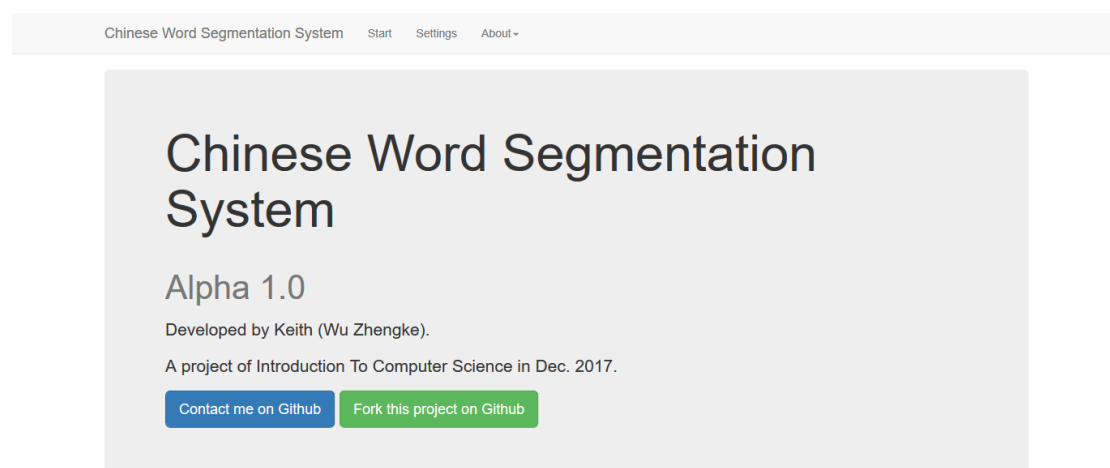 Chinese Word Segmentation System Start Settings About
Chinese Word Segmentation
System
Alpha 1.0
Developed by Keith (Wu Zhengke).
A project of Introduction To Computer Science in Dec. 2017.
Contact me on Github Fork this project on Github